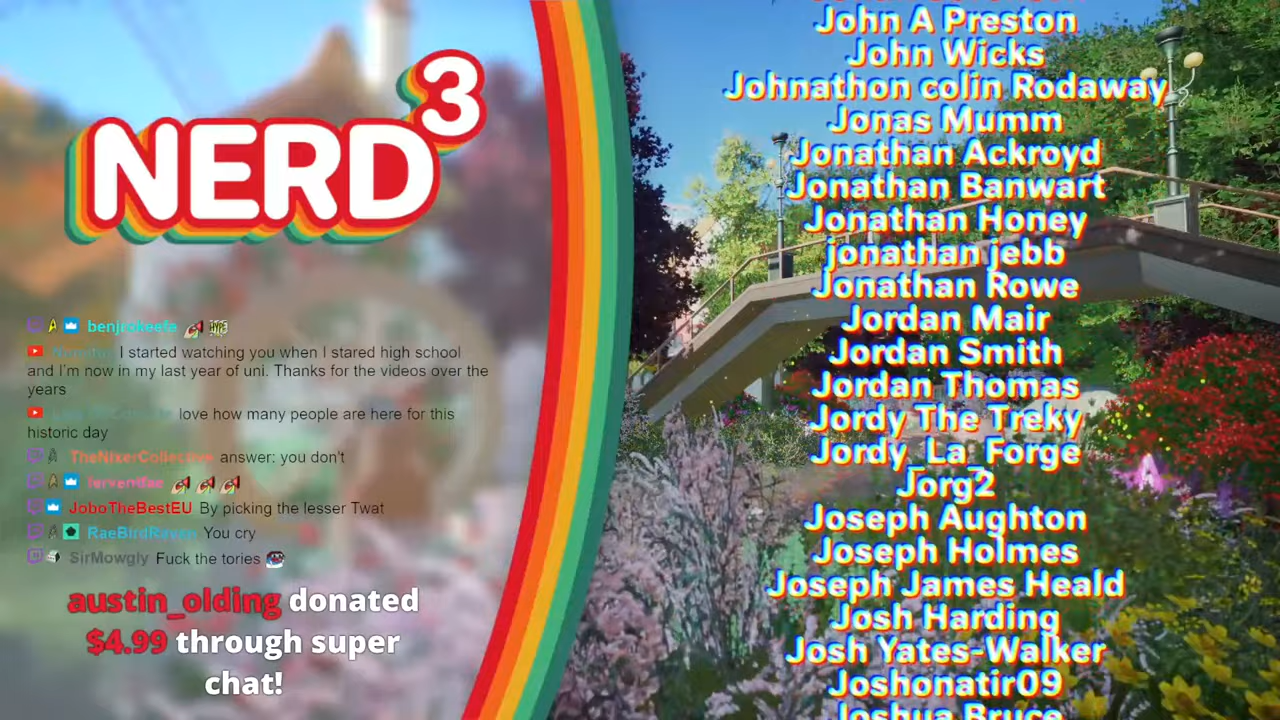 NERD³
benjrokeefe
I started watching you when I stared high school
and I'm now in my last year of uni. Thanks for the videos over the
years
love how many people are here for this
historic day
TheNixerCollective answer: you don't
ferventfae
JoboTheBestEU By picking the lesser Twat
RaeBirdRaven You cry
SirMowgly Fuck the tories
austin_olding donated
$4.99 through super
chat!
John A Preston
John Wicks
Johnathon colin Rodaway
Jonas Mumm
Jonathan Ackroyd
Jonathan Banwart
Jonathan Honey
jonathan jebb
Jonathan Rowe
Jordan Mair
Jordan Smith
Jordan Thomas
Jordy The Treky
Jordy_La_Forge
Jorg2
Joseph Aughton
Joseph Holmes
Joseph James Heald
Josh Harding
Josh Yates-Walker
Joshonatir09
Joshua Bruce